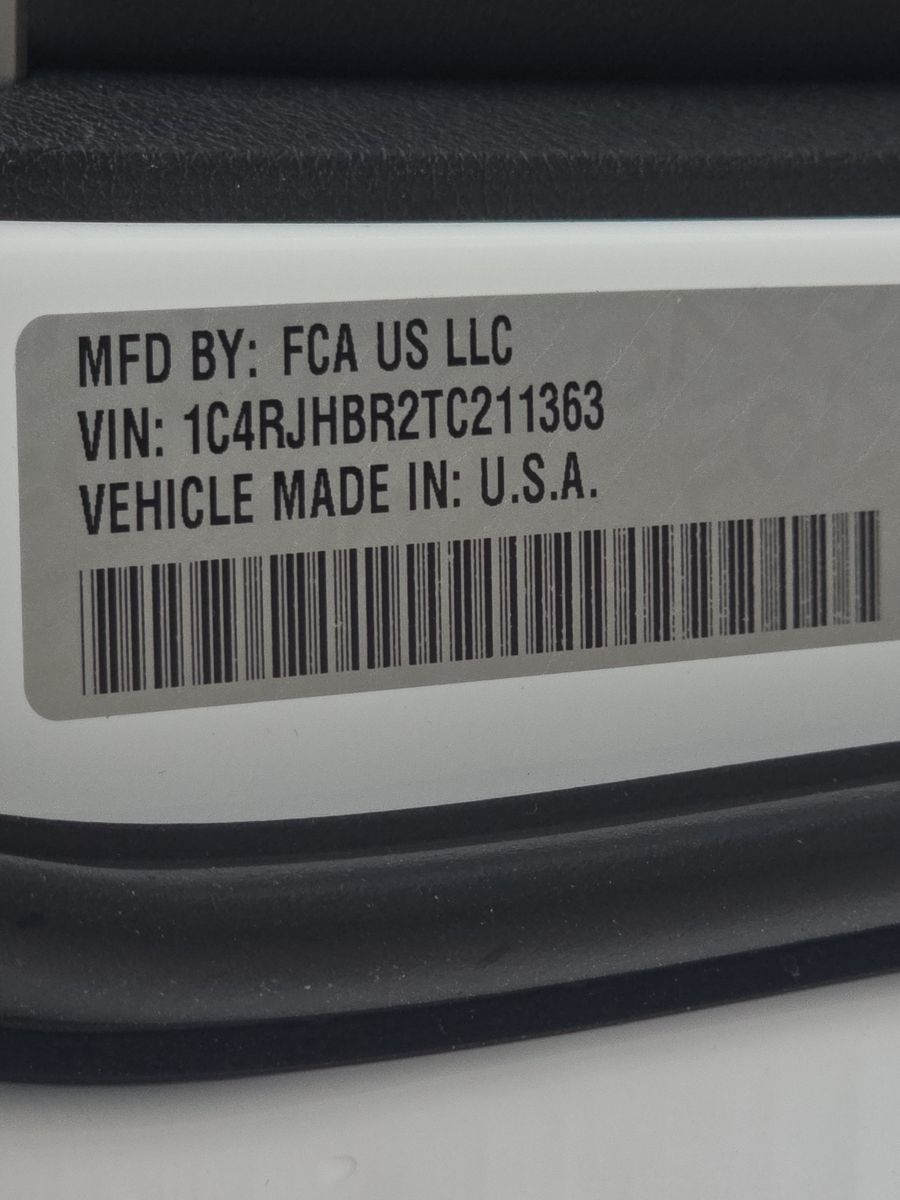 MFD BY: FCA US LLC
VIN: 1C4RJHBR2TC211363
VEHICLE MADE IN: U.S.A.